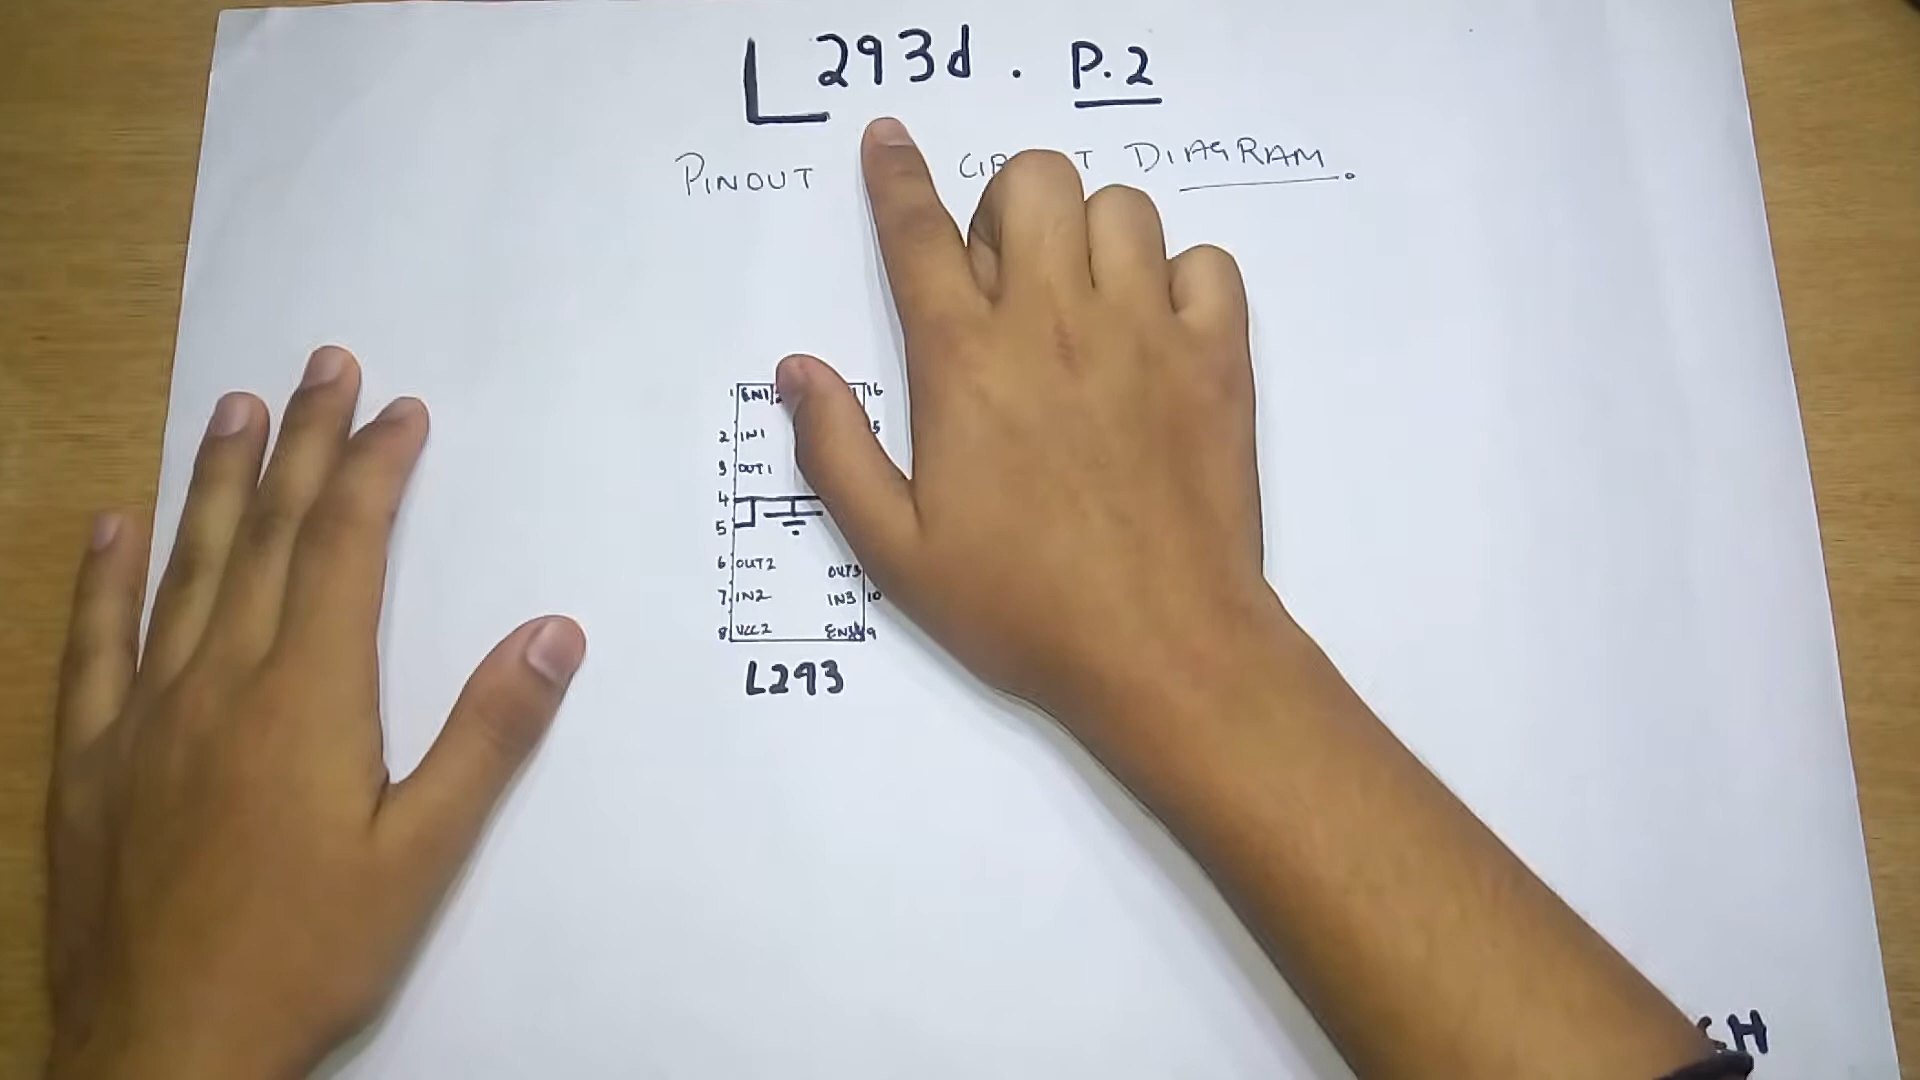 L293d. P.2
PINOUT DIAGRAM.
1 EN1 16
2 IN1
3 OUT1
4
5
6 OUT2 OUT3
7 IN2 IN3 10
8 VCC2 9
L293